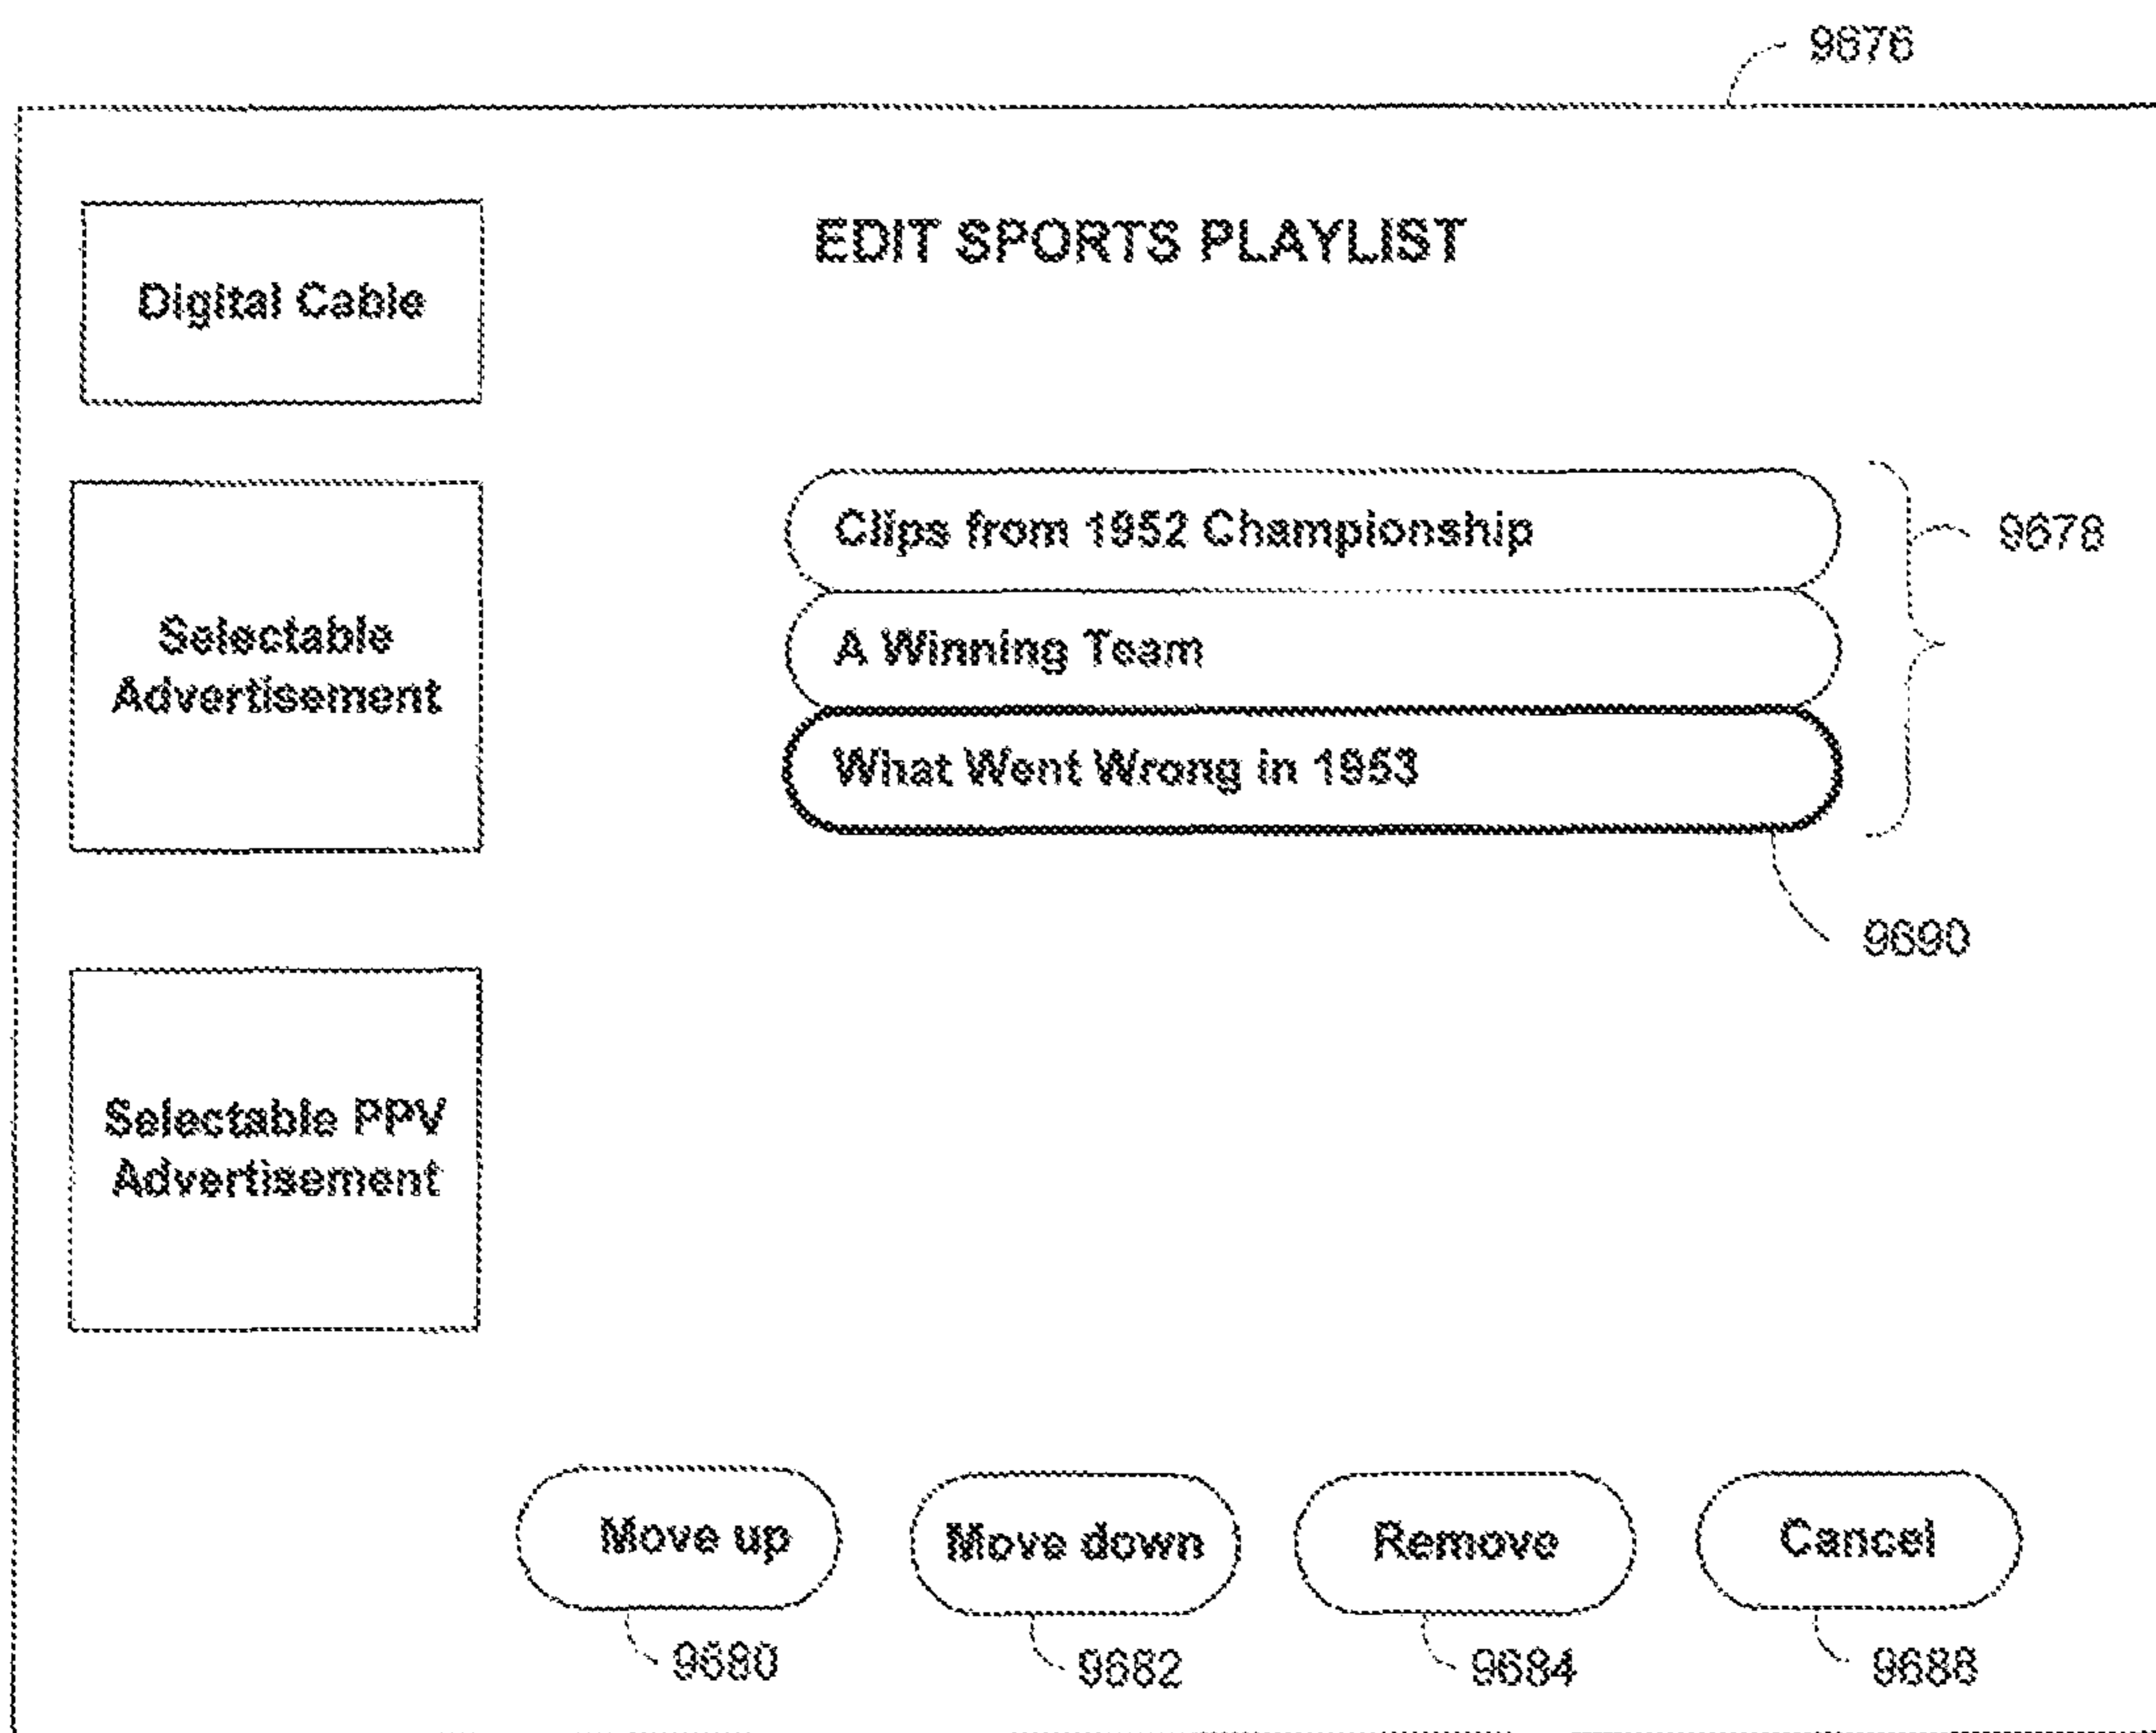 9676
Digital Cable
EDIT SPORTS PLAYLIST
Selectable
Advertisement
Clips from 1952 Championship
A Winning Team
What Went Wrong in 1953
9678
9690
Selectable PPV
Advertisement
Move up
Move down
Remove
Cancel
9680
9682
9684